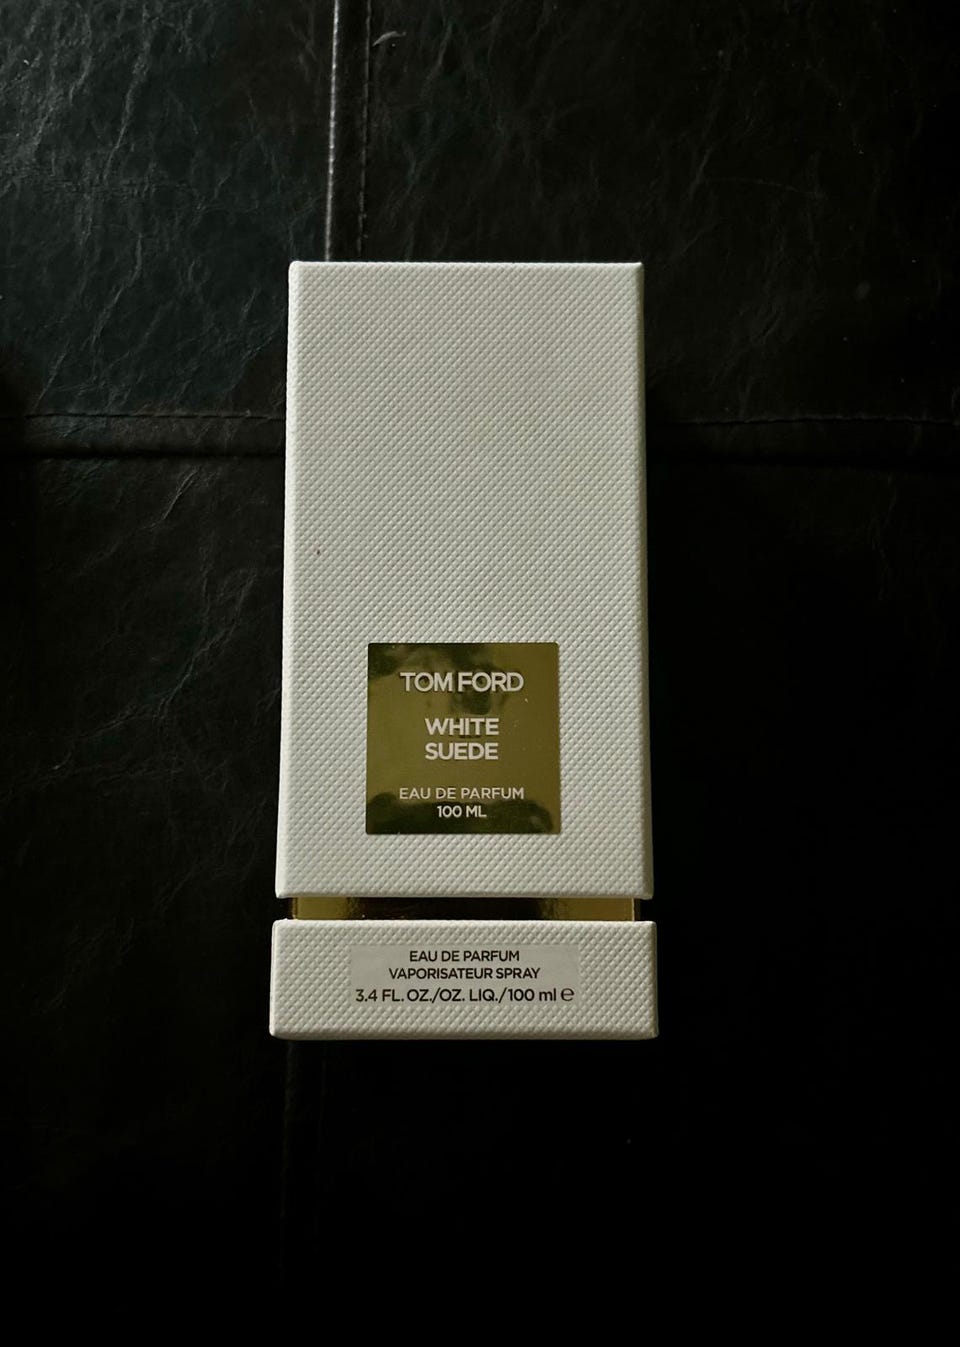 TOM FORD
WHITE
SUEDE
EAU DE PARFUM
100 ML
EAU DE PARFUM
VAPORISATEUR SPRAY
3.4 FL. OZ./OZ. LIQ./100 ml ℮